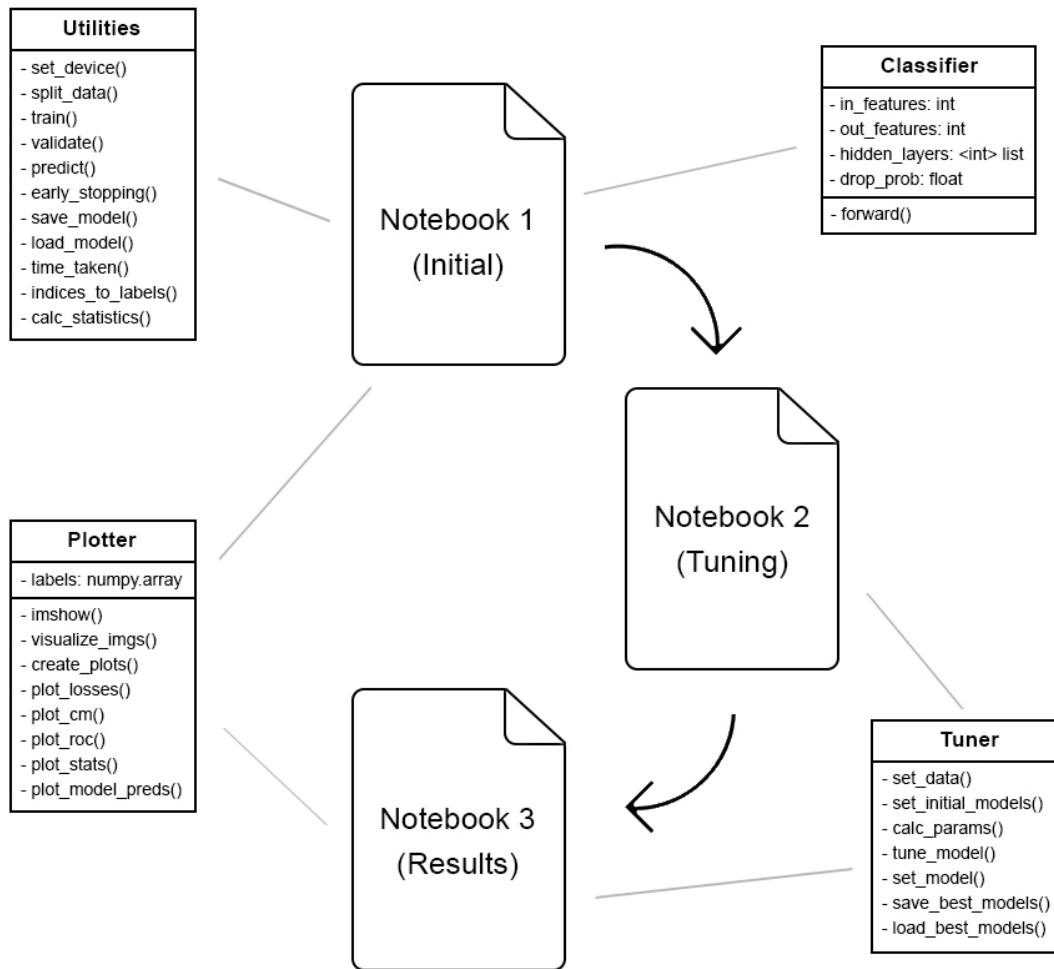 Utilities
- set_device()
- split_data()
- train()
- validate()
- predict()
- early_stopping()
- save_model()
- load_model()
- time_taken()
- indices_to_labels()
- calc_statistics()
Notebook 1
(Initial)
Classifier
- in_features: int
- out_features: int
- hidden_layers: <int> list
- drop_prob: float
- forward()
Notebook 2
(Tuning)
Plotter
- labels: numpy.array
- imshow()
- visualize_imgs()
- create_plots()
- plot_losses()
- plot_cm()
- plot_roc()
- plot_stats()
- plot_model_preds()
Notebook 3
(Results)
Tuner
- set_data()
- set_initial_models()
- calc_params()
- tune_model()
- set_model()
- save_best_models()
- load_best_models()